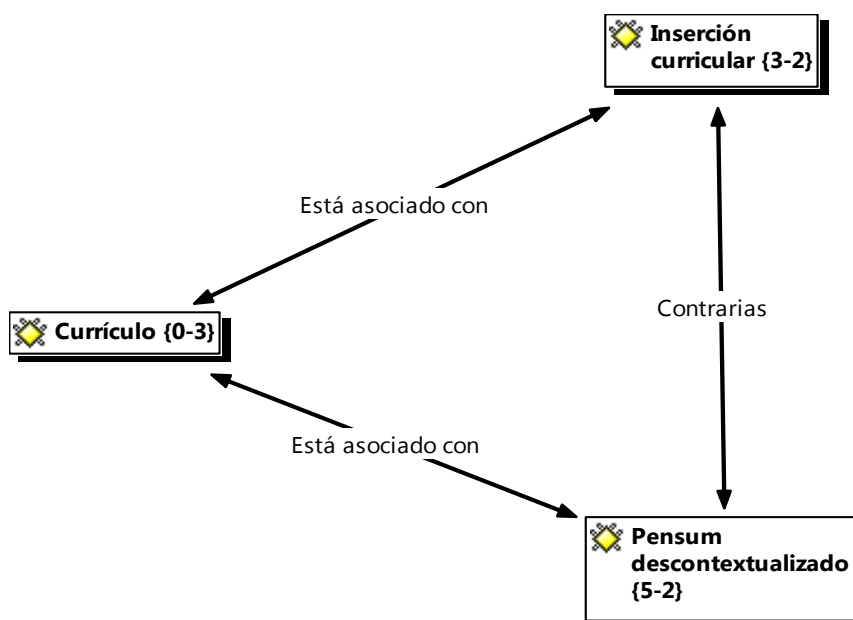 Inserción
curricular {3-2}
Está asociado con
Contrarias
Currículo {0-3}
Está asociado con
Pensum
descontextualizado
{5-2}